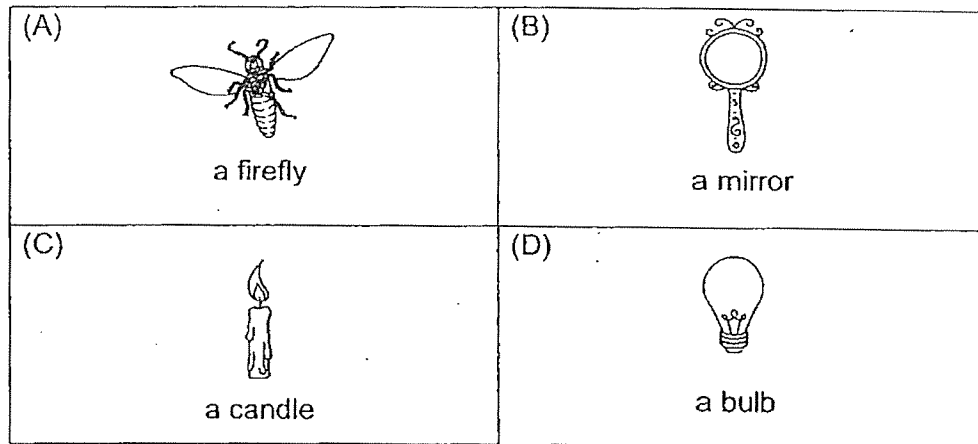 (A)
a firefly
(B)
a mirror
(C)
a candle
(D)
a bulb